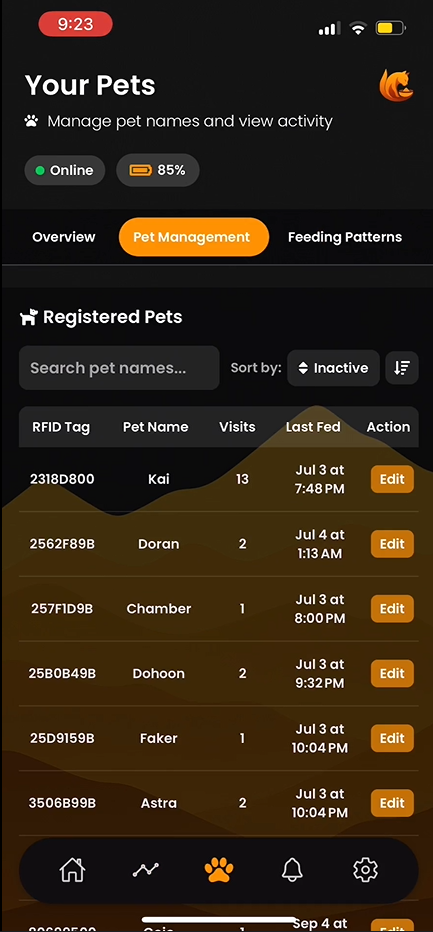 9:23
Your Pets
Manage pet names and view activity
Online 85%
Overview Pet Management Feeding Patterns
Registered Pets
Search pet names... Sort by: Inactive
RFID Tag Pet Name Visits Last Fed Action
2318D800 Kai 13 Jul 3 at 7:48 PM Edit
2562F89B Doran 2 Jul 4 at 1:13 AM Edit
257F1D9B Chamber 1 Jul 3 at 8:00 PM Edit
25B0B49B Dohoon 2 Jul 3 at 9:32 PM Edit
25D9159B Faker 1 Jul 3 at 10:04 PM Edit
3506B99B Astra 2 Jul 3 at 10:04 PM Edit
Sep 4 at